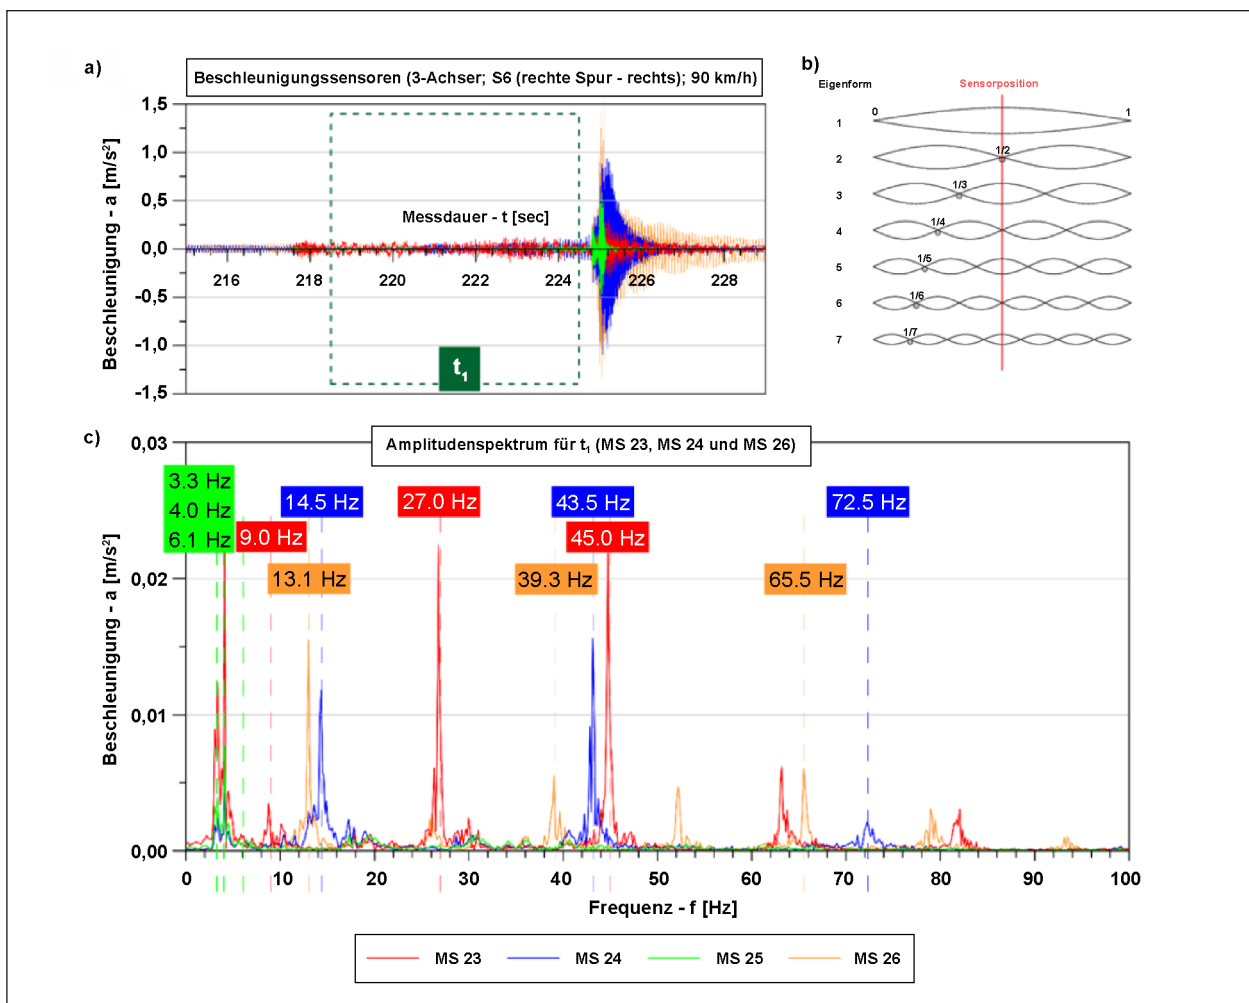 a)
Beschleunigungssensoren (3-Achser; S6 (rechte Spur - rechts); 90 km/h)
Beschleunigung - a [m/s²]
1,5
1,0
0,5
0,0
-0,5
-1,0
-1,5
Messdauer - t [sec]
216
218
220
222
224
226
228
t₁
b)
Eigenform
Sensorposition
0
1
1
2
1/2
3
1/3
4
1/4
5
1/5
6
1/6
7
1/7
c)
Amplitudenspektrum für t₁ (MS 23, MS 24 und MS 26)
Beschleunigung - a [m/s²]
0,03
0,02
0,01
0,00
3.3 Hz
4.0 Hz
6.1 Hz
9.0 Hz
14.5 Hz
13.1 Hz
27.0 Hz
43.5 Hz
45.0 Hz
39.3 Hz
72.5 Hz
65.5 Hz
0
10
20
30
40
50
60
70
80
90
100
Frequenz - f [Hz]
MS 23
MS 24
MS 25
MS 26